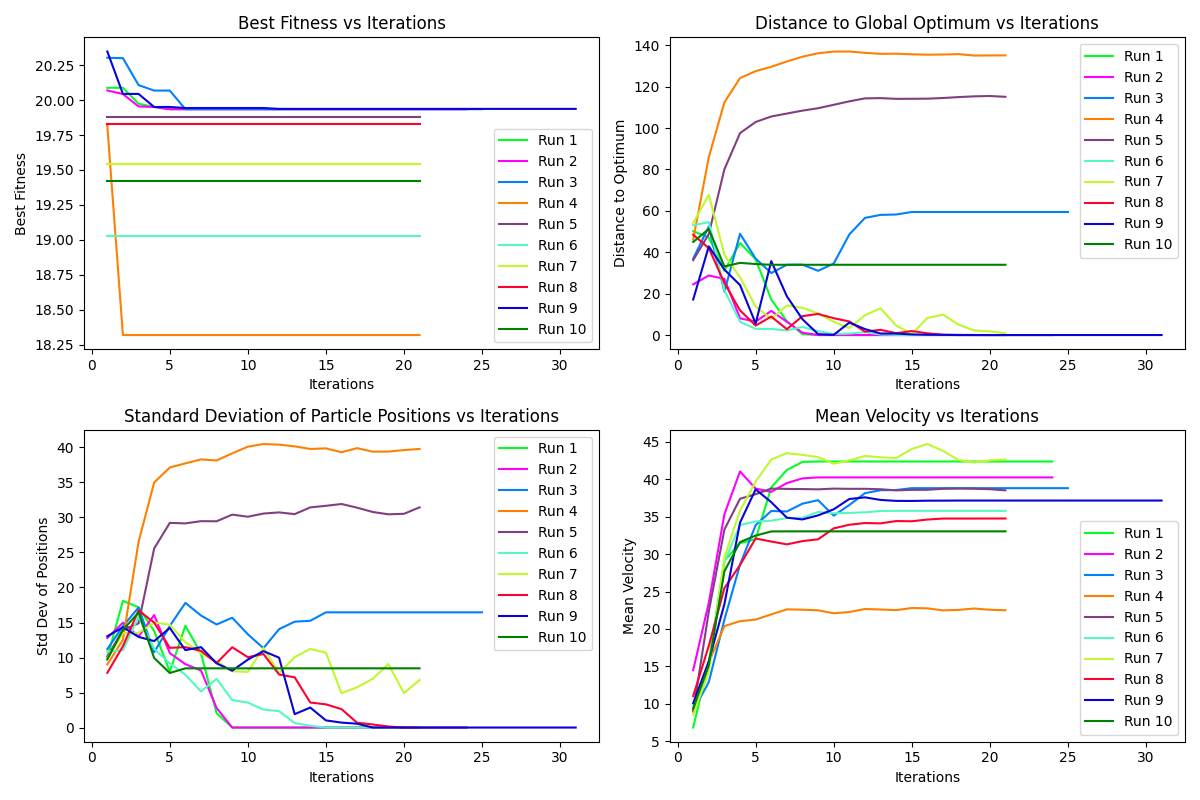 Best Fitness vs Iterations
Best Fitness
20.25
20.00
19.75
19.50
19.25
19.00
18.75
18.50
18.25
0 5 10 15 20 25 30
Iterations
Run 1
Run 2
Run 3
Run 4
Run 5
Run 6
Run 7
Run 8
Run 9
Run 10
Distance to Global Optimum vs Iterations
Distance to Optimum
140
120
100
80
60
40
20
0
0 5 10 15 20 25 30
Iterations
Run 1
Run 2
Run 3
Run 4
Run 5
Run 6
Run 7
Run 8
Run 9
Run 10
Standard Deviation of Particle Positions vs Iterations
Std Dev of Positions
40
35
30
25
20
15
10
5
0
0 5 10 15 20 25 30
Iterations
Run 1
Run 2
Run 3
Run 4
Run 5
Run 6
Run 7
Run 8
Run 9
Run 10
Mean Velocity vs Iterations
Mean Velocity
45
40
35
30
25
20
15
10
5
0 5 10 15 20 25 30
Iterations
Run 1
Run 2
Run 3
Run 4
Run 5
Run 6
Run 7
Run 8
Run 9
Run 10